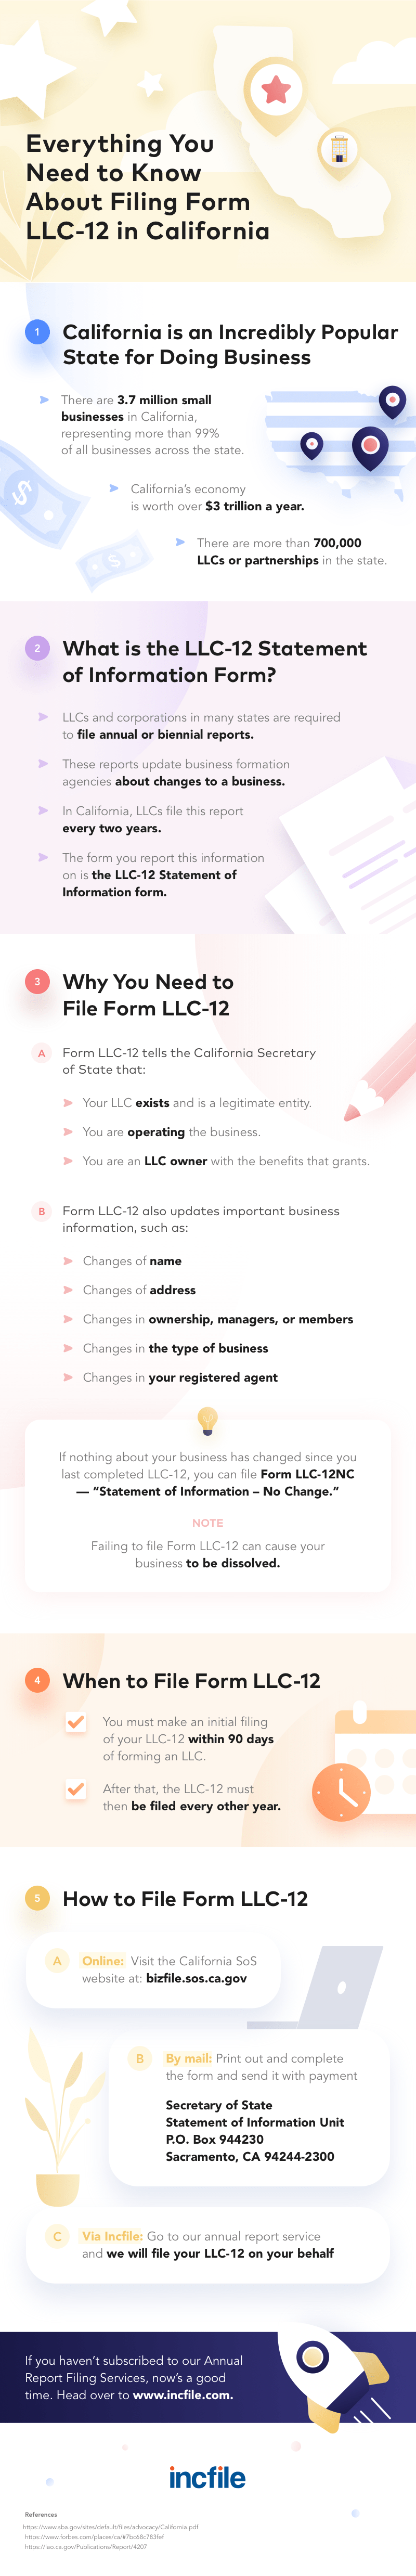 Everything You
Need to Know
About Filing Form
LLC-12 in California
1
California is an Incredibly Popular
State for Doing Business
There are 3.7 million small
businesses in California,
representing more than 99%
of all businesses across the state.
California's economy
is worth over $3 trillion a year.
There are more than 700,000
LLCs or partnerships in the state.
2
What is the LLC-12 Statement
of Information Form?
LLCs and corporations in many states are required
to file annual or biennial reports.
These reports update business formation
agencies about changes to a business.
In California, LLCs file this report
every two years.
The form you report this information
on is the LLC-12 Statement of
Information form.
3
Why You Need to
File Form LLC-12
A
Form LLC-12 tells the California Secretary
of State that:
Your LLC exists and is a legitimate entity.
You are operating the business.
You are an LLC owner with the benefits that grants.
B
Form LLC-12 also updates important business
information, such as:
Changes of name
Changes of address
Changes in ownership, managers, or members
Changes in the type of business
Changes in your registered agent
If nothing about your business has changed since you
last completed LLC-12, you can file Form LLC-12NC
— “Statement of Information – No Change.”
NOTE
Failing to file Form LLC-12 can cause your
business to be dissolved.
4
When to File Form LLC-12
You must make an initial filing
of your LLC-12 within 90 days
of forming an LLC.
After that, the LLC-12 must
then be filed every other year.
5
How to File Form LLC-12
A
Online: Visit the California SoS
website at: bizfile.sos.ca.gov
B
By mail: Print out and complete
the form and send it with payment
Secretary of State
Statement of Information Unit
P.O. Box 944230
Sacramento, CA 94244-2300
C
Via Incfile: Go to our annual report service
and we will file your LLC-12 on your behalf
If you haven't subscribed to our Annual
Report Filing Services, now's a good
time. Head over to www.incfile.com.
incfile
References
https://www.sba.gov/sites/default/files/advocacy/California.pdf
https://www.forbes.com/places/ca/#7bc68c783fef
https://lao.ca.gov/Publications/Report/4207